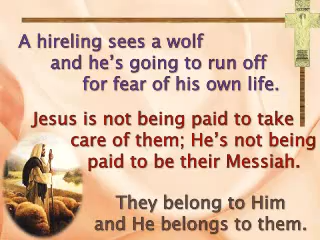 A hireling sees a wolf
and he's going to run off
for fear of his own life.
Jesus is not being paid to take
care of them; He's not being
paid to be their Messiah.
They belong to Him
and He belongs to them.